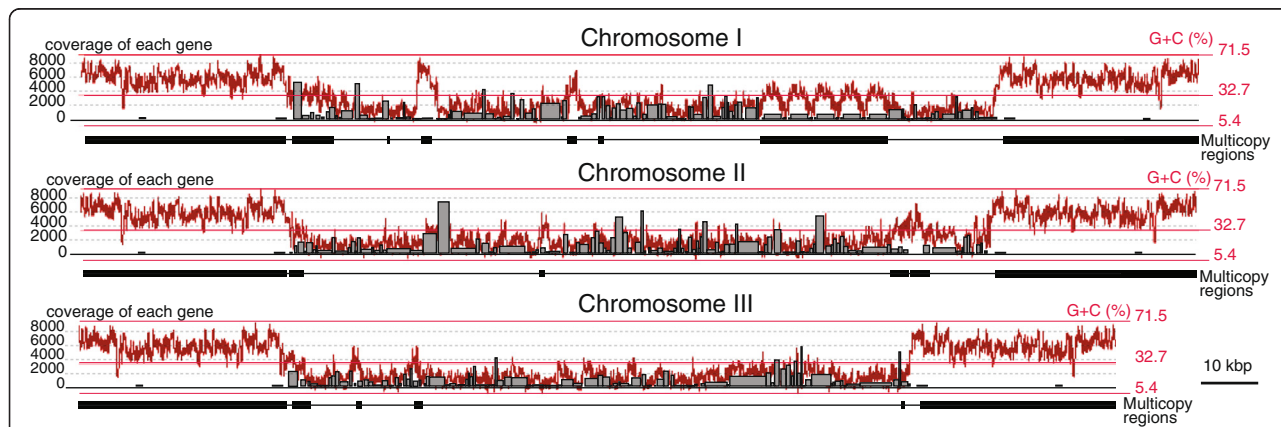 Chromosome I
coverage of each gene
G+C (%)
8000
6000
4000
2000
0
71.5
32.7
5.4
Multicopy
regions
Chromosome II
coverage of each gene
G+C (%)
8000
6000
4000
2000
0
71.5
32.7
5.4
Multicopy
regions
Chromosome III
coverage of each gene
G+C (%)
8000
6000
4000
2000
0
71.5
32.7
5.4
10 kbp
Multicopy
regions